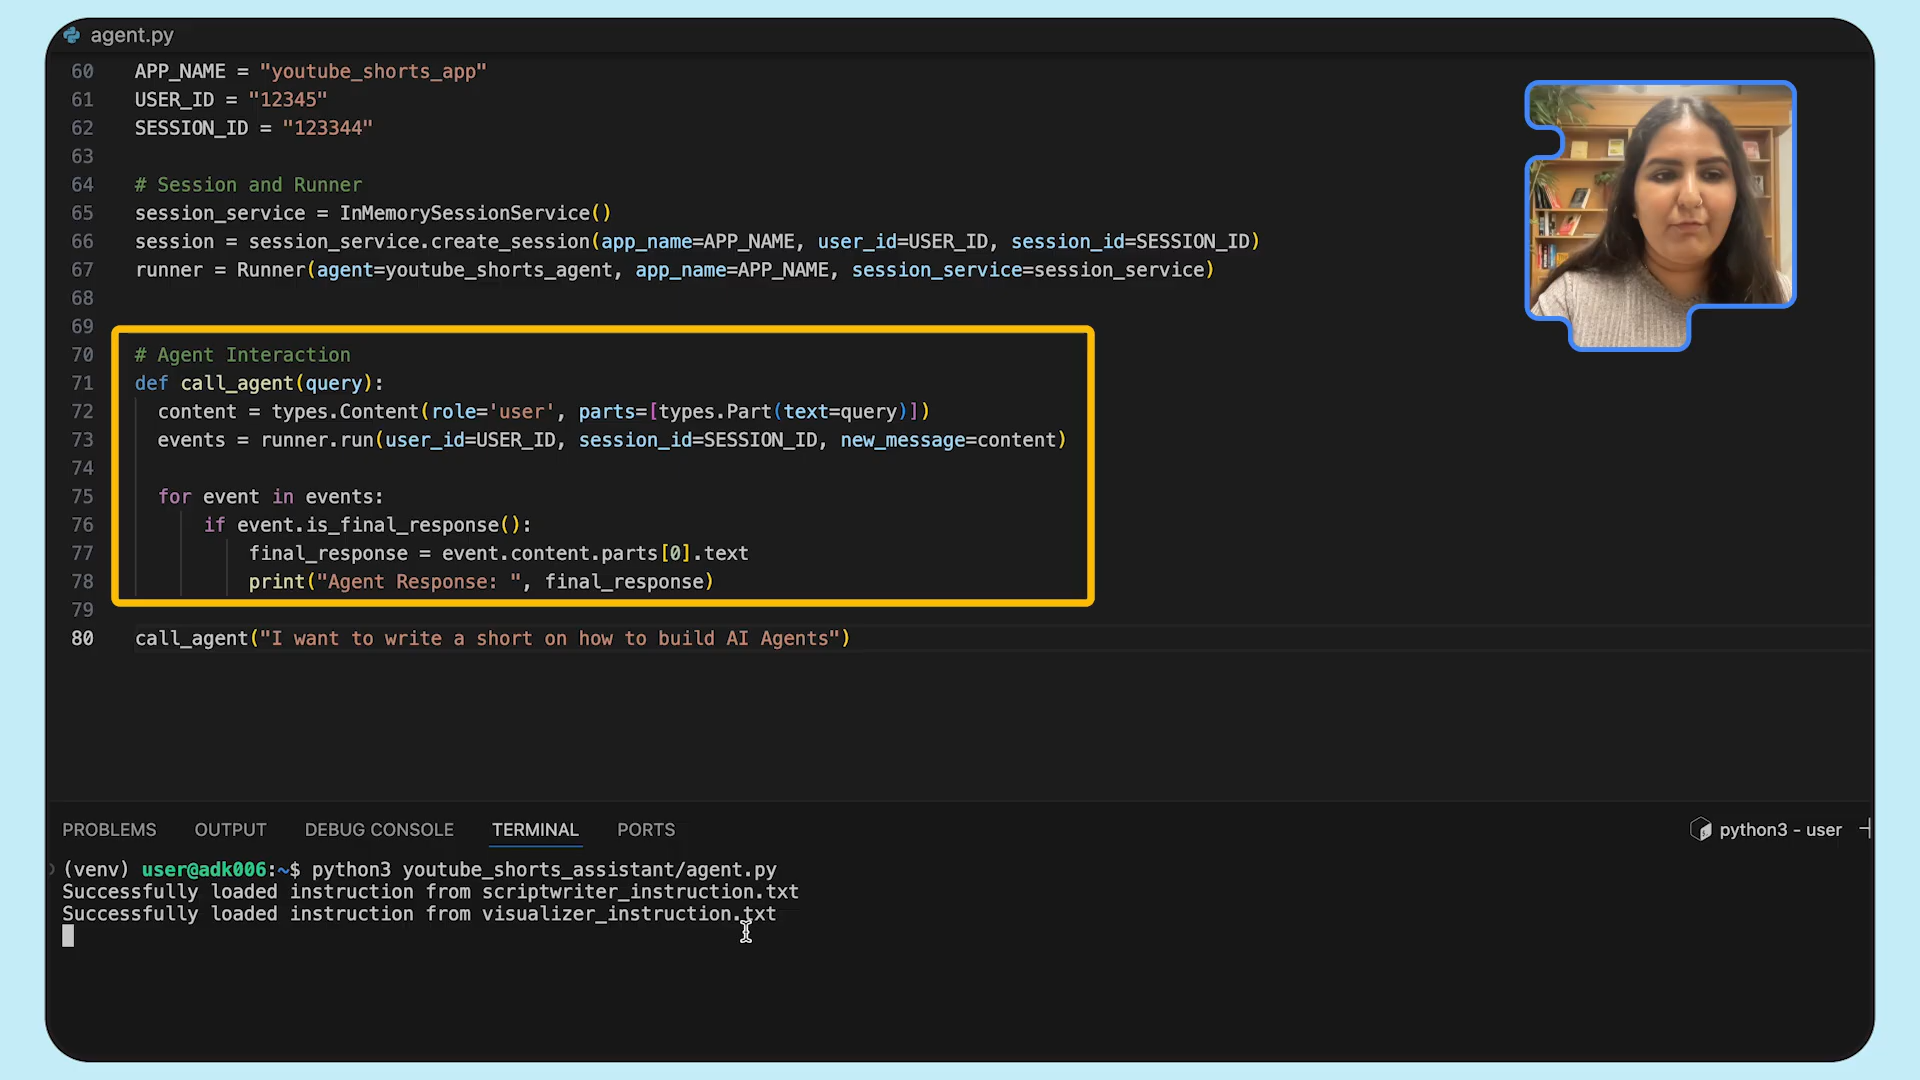 agent.py
60 APP_NAME = "youtube_shorts_app"
61 USER_ID = "12345"
62 SESSION_ID = "123344"
63
64 # Session and Runner
65 session_service = InMemorySessionService()
66 session = session_service.create_session(app_name=APP_NAME, user_id=USER_ID, session_id=SESSION_ID)
67 runner = Runner(agent=youtube_shorts_agent, app_name=APP_NAME, session_service=session_service)
68
69
70 # Agent Interaction
71 def call_agent(query):
72   content = types.Content(role='user', parts=[types.Part(text=query)])
73   events = runner.run(user_id=USER_ID, session_id=SESSION_ID, new_message=content)
74
75   for event in events:
76       if event.is_final_response():
77           final_response = event.content.parts[0].text
78           print("Agent Response: ", final_response)
79
80 call_agent("I want to write a short on how to build AI Agents")
PROBLEMS OUTPUT DEBUG CONSOLE TERMINAL PORTS python3 - user
(venv) user@adk006:~$ python3 youtube_shorts_assistant/agent.py
Successfully loaded instruction from scriptwriter_instruction.txt
Successfully loaded instruction from visualizer_instruction.txt